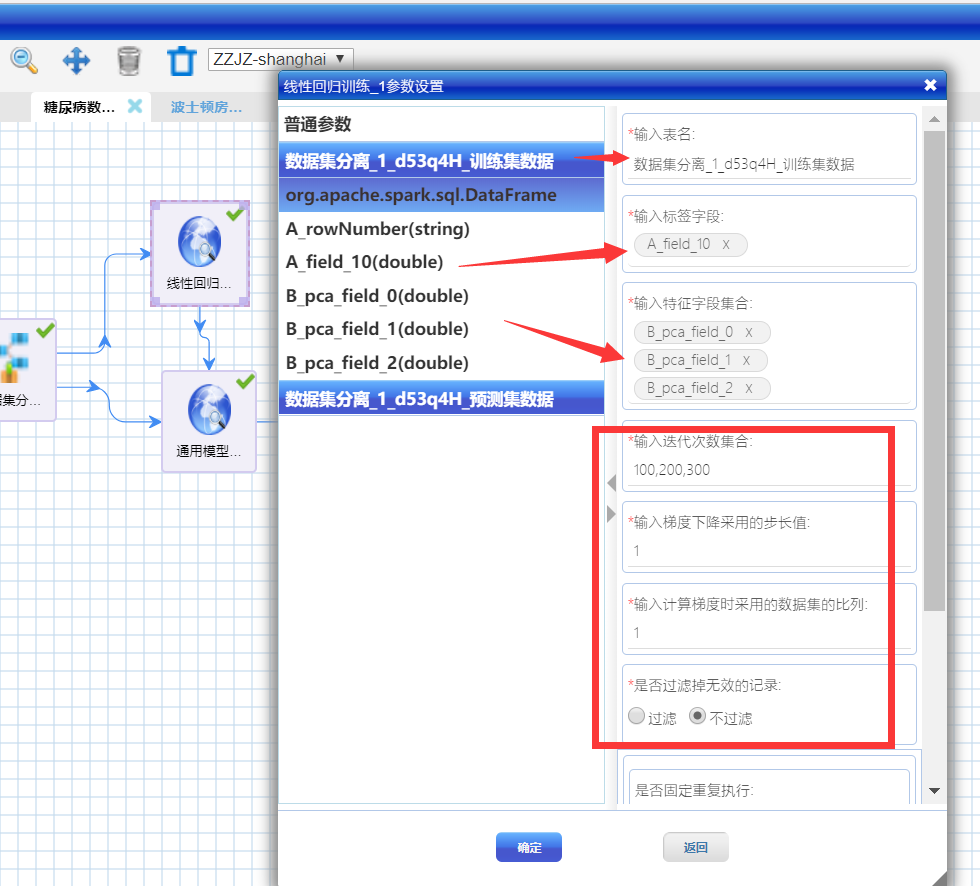 ZZJZ-shanghai ▼
糖尿病数... 波士顿房...
线性回归...
集分...
通用模型...
线性回归训练_1参数设置
普通参数
数据集分离_1_d53q4H_训练集数据
org.apache.spark.sql.DataFrame
A_rowNumber(string)
A_field_10(double)
B_pca_field_0(double)
B_pca_field_1(double)
B_pca_field_2(double)
数据集分离_1_d53q4H_预测集数据
*输入表名:
数据集分离_1_d53q4H_训练集数据
*输入标签字段:
A_field_10 X
*输入特征字段集合:
B_pca_field_0 X
B_pca_field_1 X
B_pca_field_2 X
*输入迭代次数集合:
100,200,300
*输入梯度下降采用的步长值:
1
*输入计算梯度时采用的数据集的比列:
1
*是否过滤掉无效的记录:
过滤 不过滤
是否固定重复执行:
确定 返回